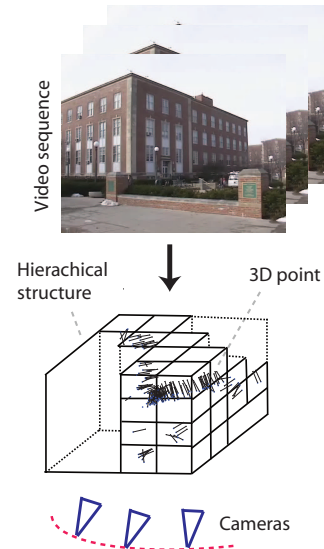 Video sequence
Hierachical
structure
3D point
Cameras